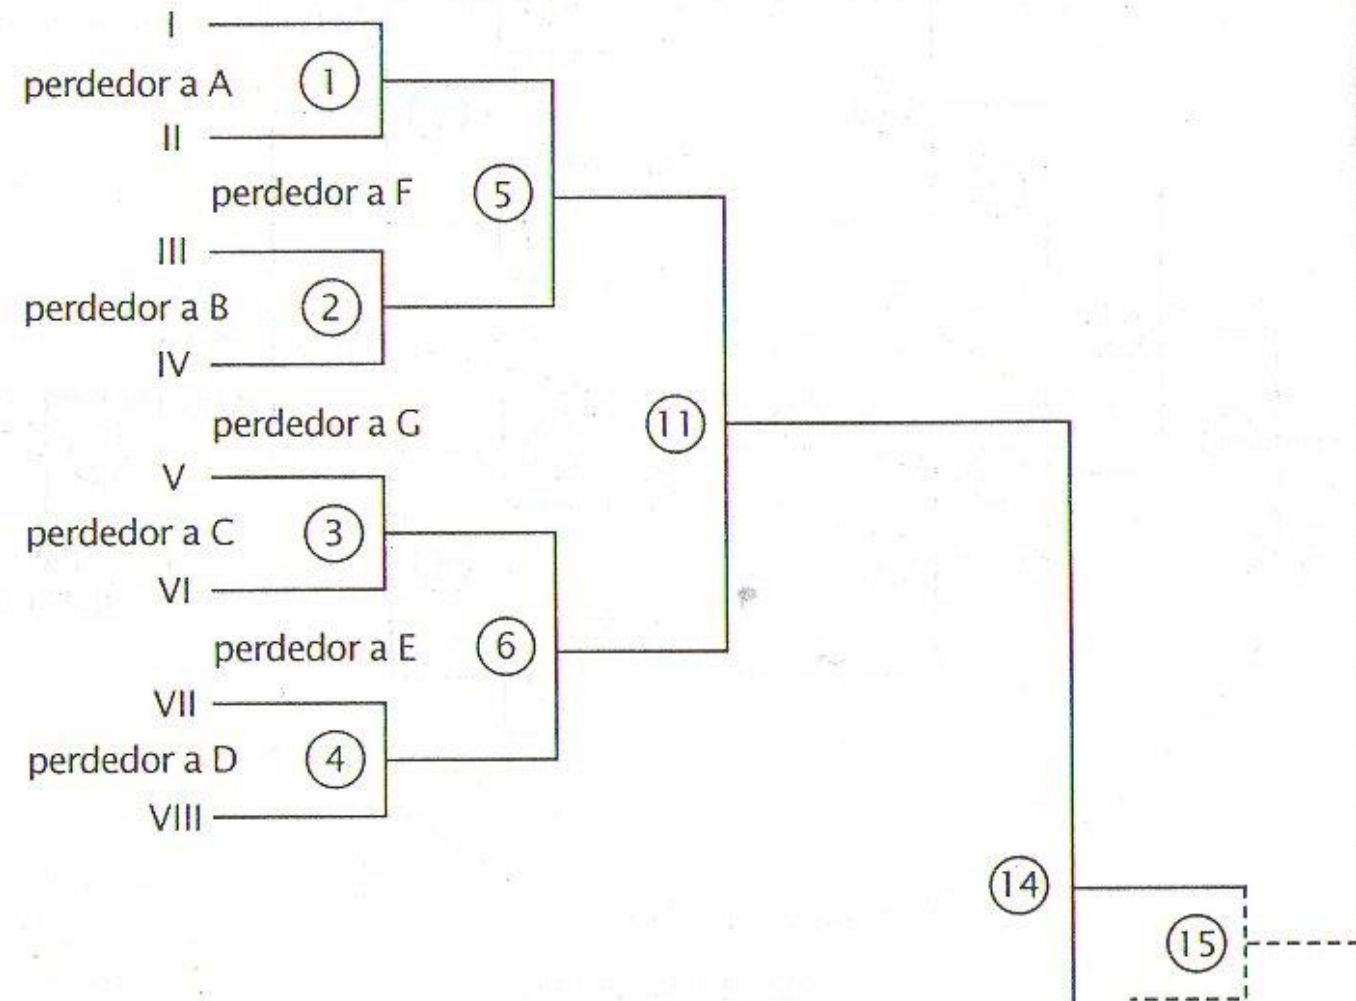 I
perdedor a A 1
II
perdedor a F 5
III
perdedor a B 2
IV
perdedor a G 11
V
perdedor a C 3
VI
perdedor a E 6
VII
perdedor a D 4
VIII
14
15